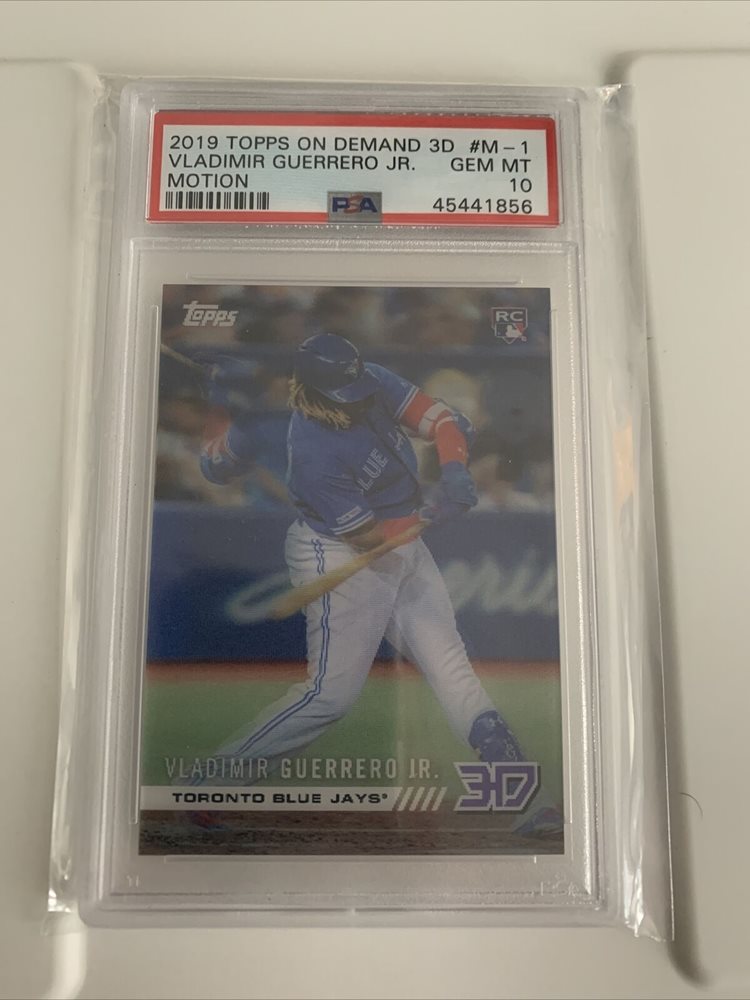 2019 TOPPS ON DEMAND 3D #M-1
VLADIMIR GUERRERO JR. GEM MT
MOTION 10
PSA 45441856
Topps
RC
BLUE
VLADIMIR GUERRERO JR.
TORONTO BLUE JAYS®
3D